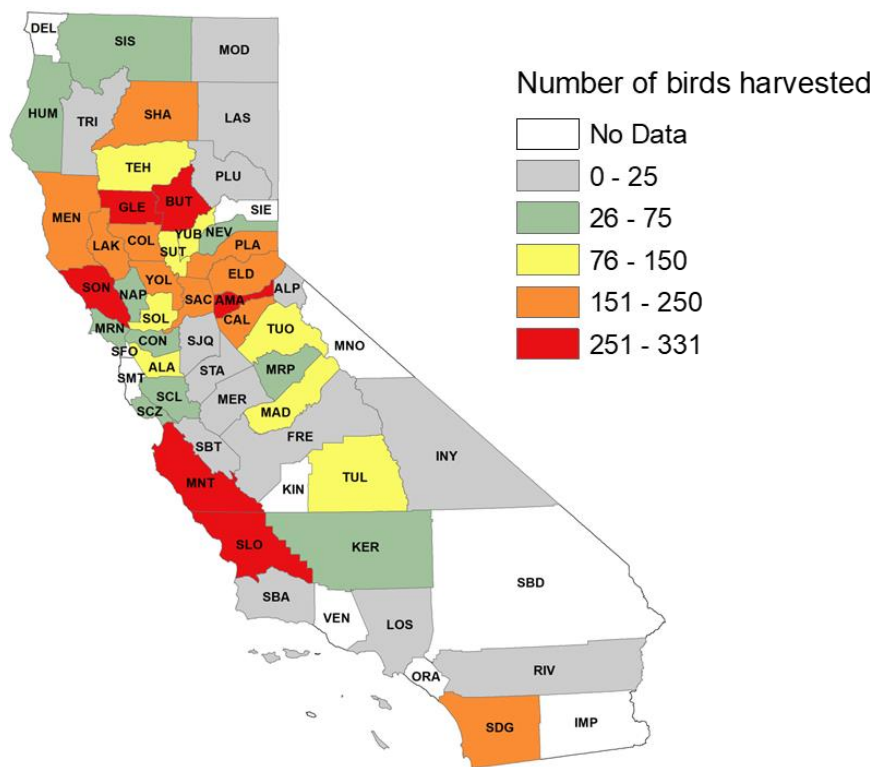 DEL
SIS
MOD
HUM
TRI
SHA
LAS
TEH
PLU
MEN
GLE
BUT
SIE
LAK
COL
YUB
NEV
SUT
PLA
SON
NAP
YOL
ELD
SAC
AMA
ALP
MRN
SOL
CAL
SFO
CON
SJQ
TUO
MNO
SMT
ALA
STA
MRP
SCL
MER
SCZ
MAD
SBT
FRE
INY
MNT
KIN
TUL
SLO
KER
SBA
SBD
VEN
LOS
ORA
RIV
SDG
IMP
Number of birds harvested
No Data
0 - 25
26 - 75
76 - 150
151 - 250
251 - 331